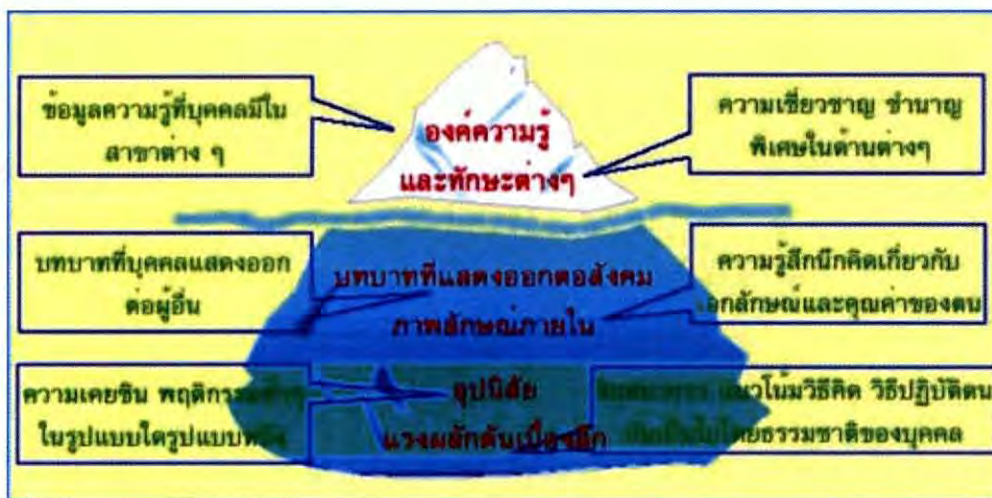 ข้อมูลความรู้ที่บุคคลมีใน
สาขาต่าง ๆ
องค์ความรู้
และทักษะต่างๆ
ความเชี่ยวชาญ ชำนาญ
พิเศษในด้านต่างๆ
บทบาทที่บุคคลแสดงออก
ต่อผู้อื่น
บทบาทที่แสดงออกต่อสังคม
ภาพลักษณ์ภายใน
ความรู้สึกนึกคิดเกี่ยวกับ
เอกลักษณ์และคุณค่าของตน
ความเคยชิน
ในรูปแบบใดรูปแบบหนึ่ง
อุปนิสัย
แรงผลักดันเบื้องลึก
แนวโน้มวิธีคิด วิธีปฏิบัติตน
โดยธรรมชาติของบุคคล